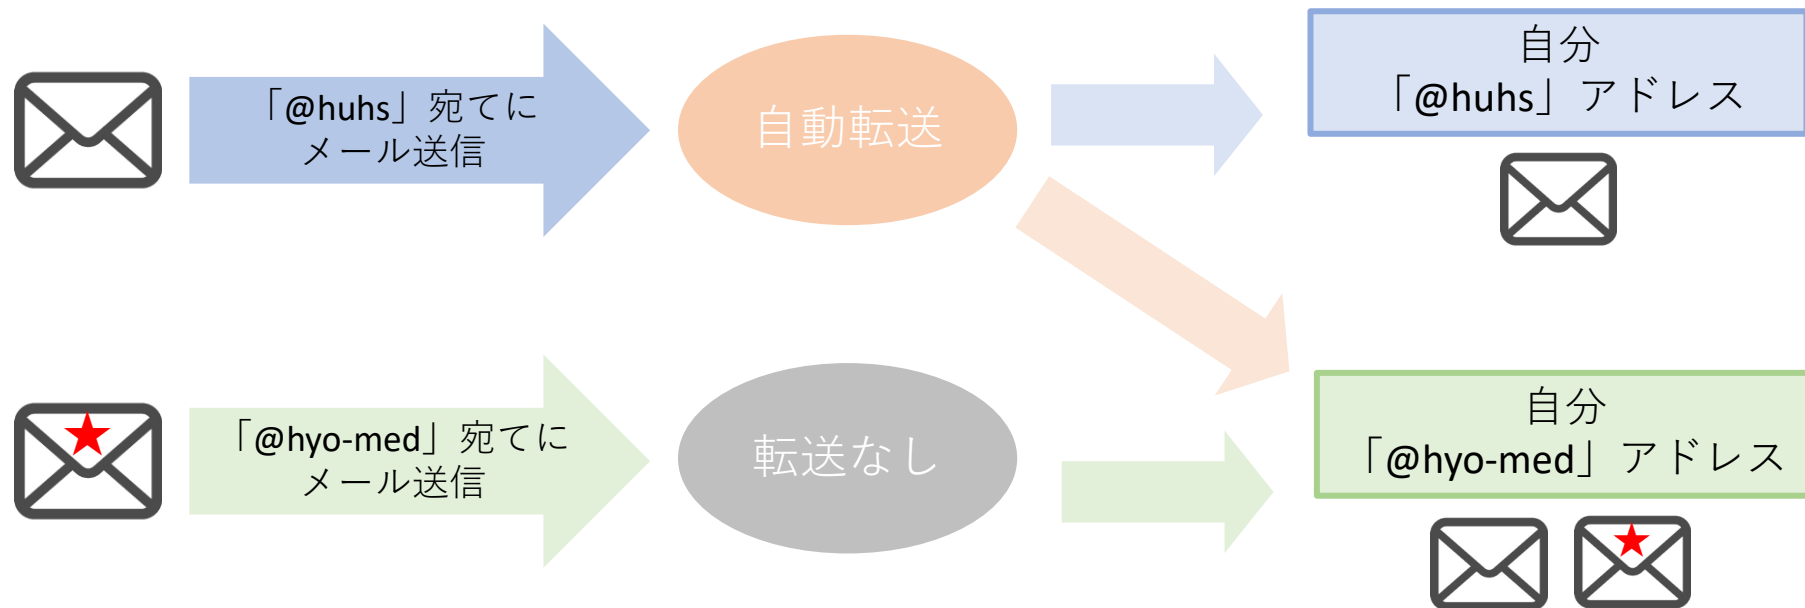 「@huhs」宛てに
メール送信
自動転送
自分
「@huhs」アドレス
「@hyo-med」宛てに
メール送信
転送なし
自分
「@hyo-med」アドレス